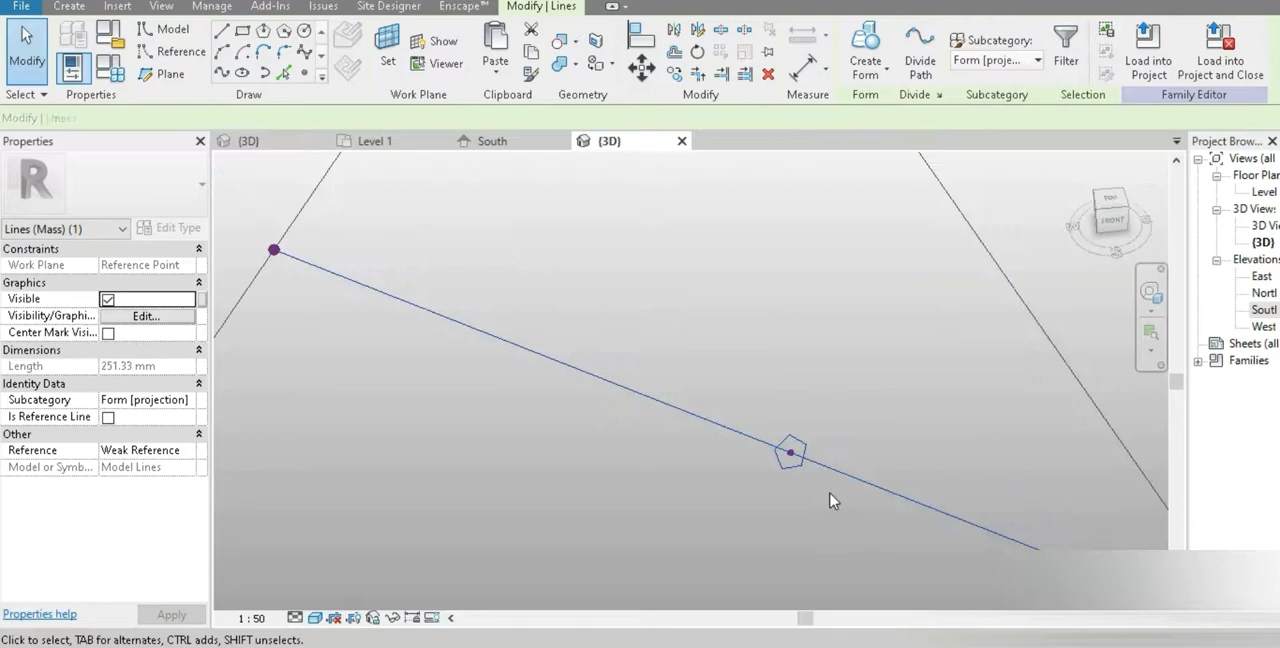 File Create Insert View Manage Add-Ins Issues Site Designer Enscape™ Modify | Lines
Modify
Model
Reference
Plane
Show
Set Viewer
Paste
Create Form
Divide Path
Subcategory:
Form [proje...
Filter
Load into Project
Load into Project and Close
Select Properties Draw Work Plane Clipboard Geometry Modify Measure Form Divide Subcategory Selection Family Editor
Modify | Lines
Properties
{3D} Level 1 South {3D}
Project Brow...
R
Lines (Mass) (1) Edit Type
Constraints
Work Plane Reference Point
Graphics
Visible
Visibility/Graphi... Edit...
Center Mark Visi...
Dimensions
Length 251.33 mm
Identity Data
Subcategory Form [projection]
Is Reference Line
Other
Reference Weak Reference
Model or Symb... Model Lines
Properties help Apply
TOP
FRONT
Views (all
Floor Plan
Level
3D View
3D Vi
{3D}
Elevations
East
North
South
West
Sheets (all
Families
1 : 50
Click to select, TAB for alternates, CTRL adds, SHIFT unselects.